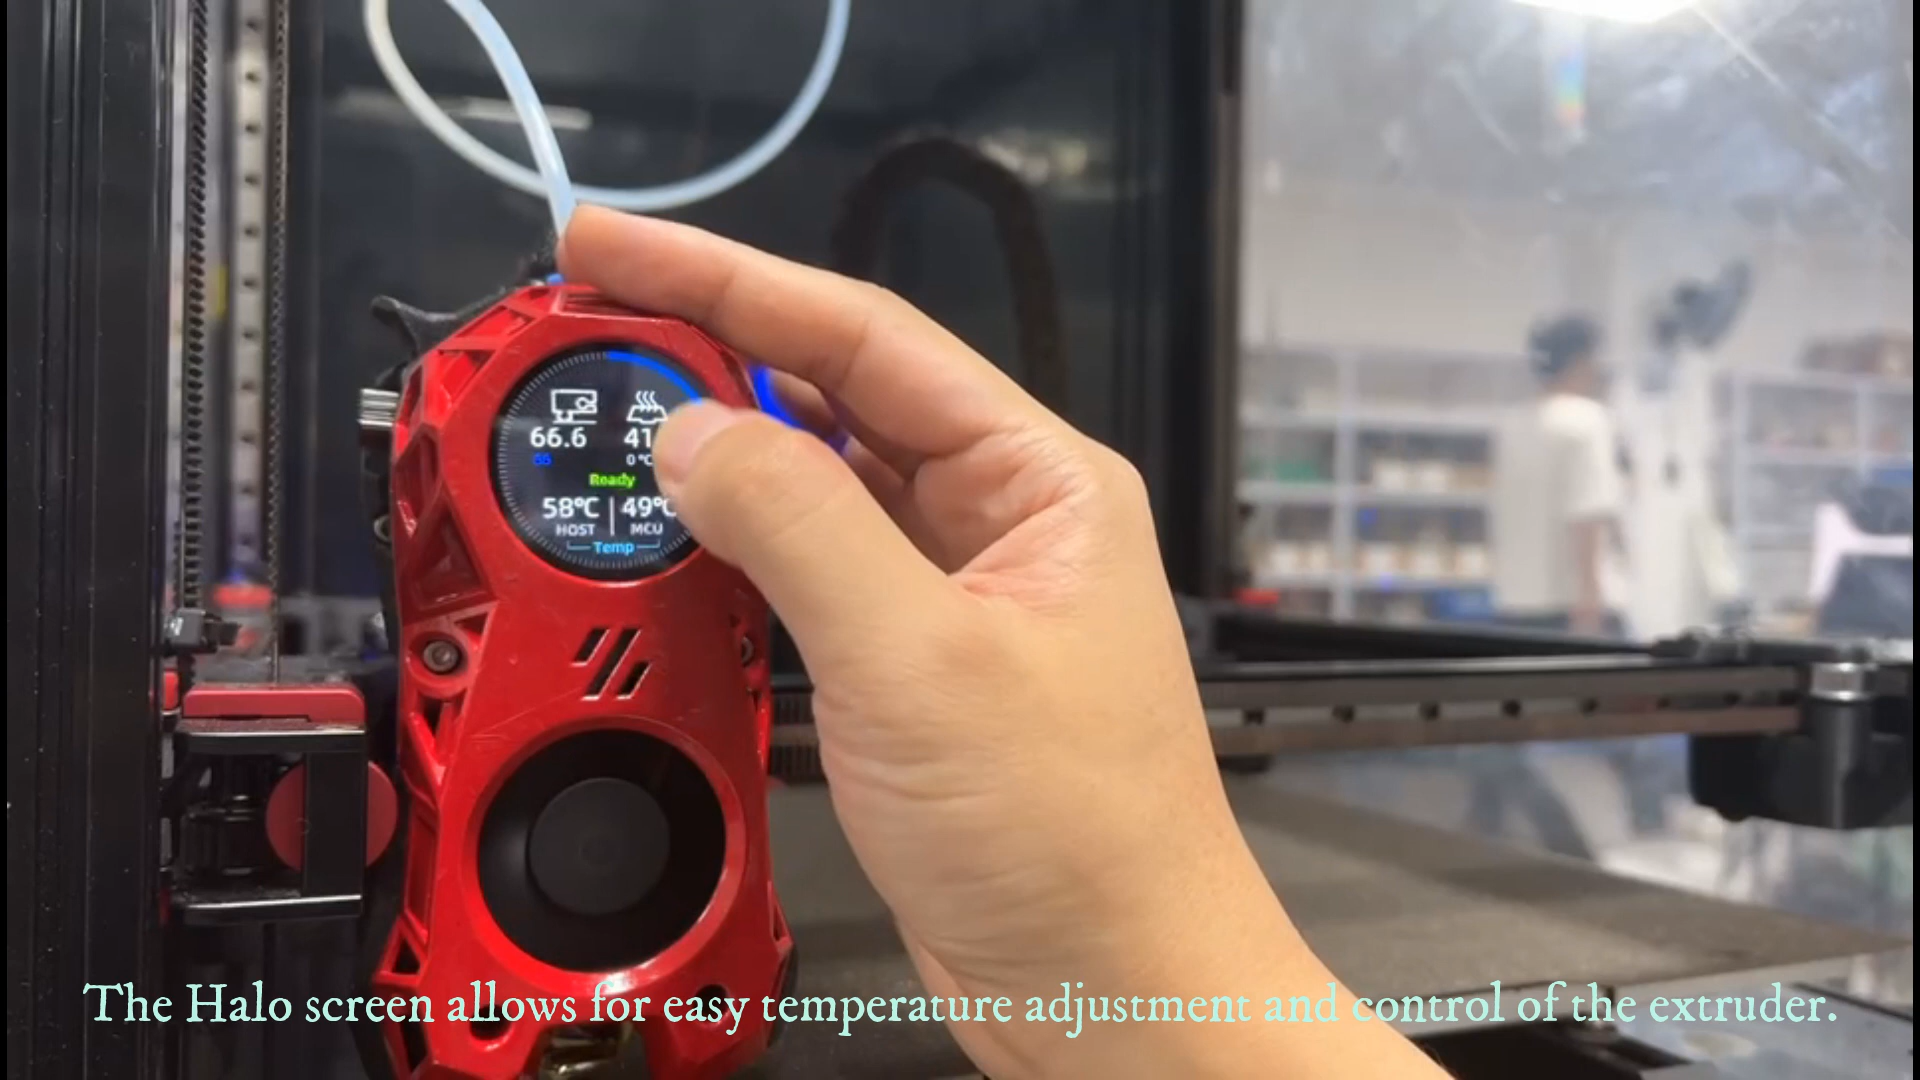 66.6 41
66 0 °C
Ready
58°C | 49°C
HOST MCU
Temp
The Halo screen allows for easy temperature adjustment and control of the extruder.